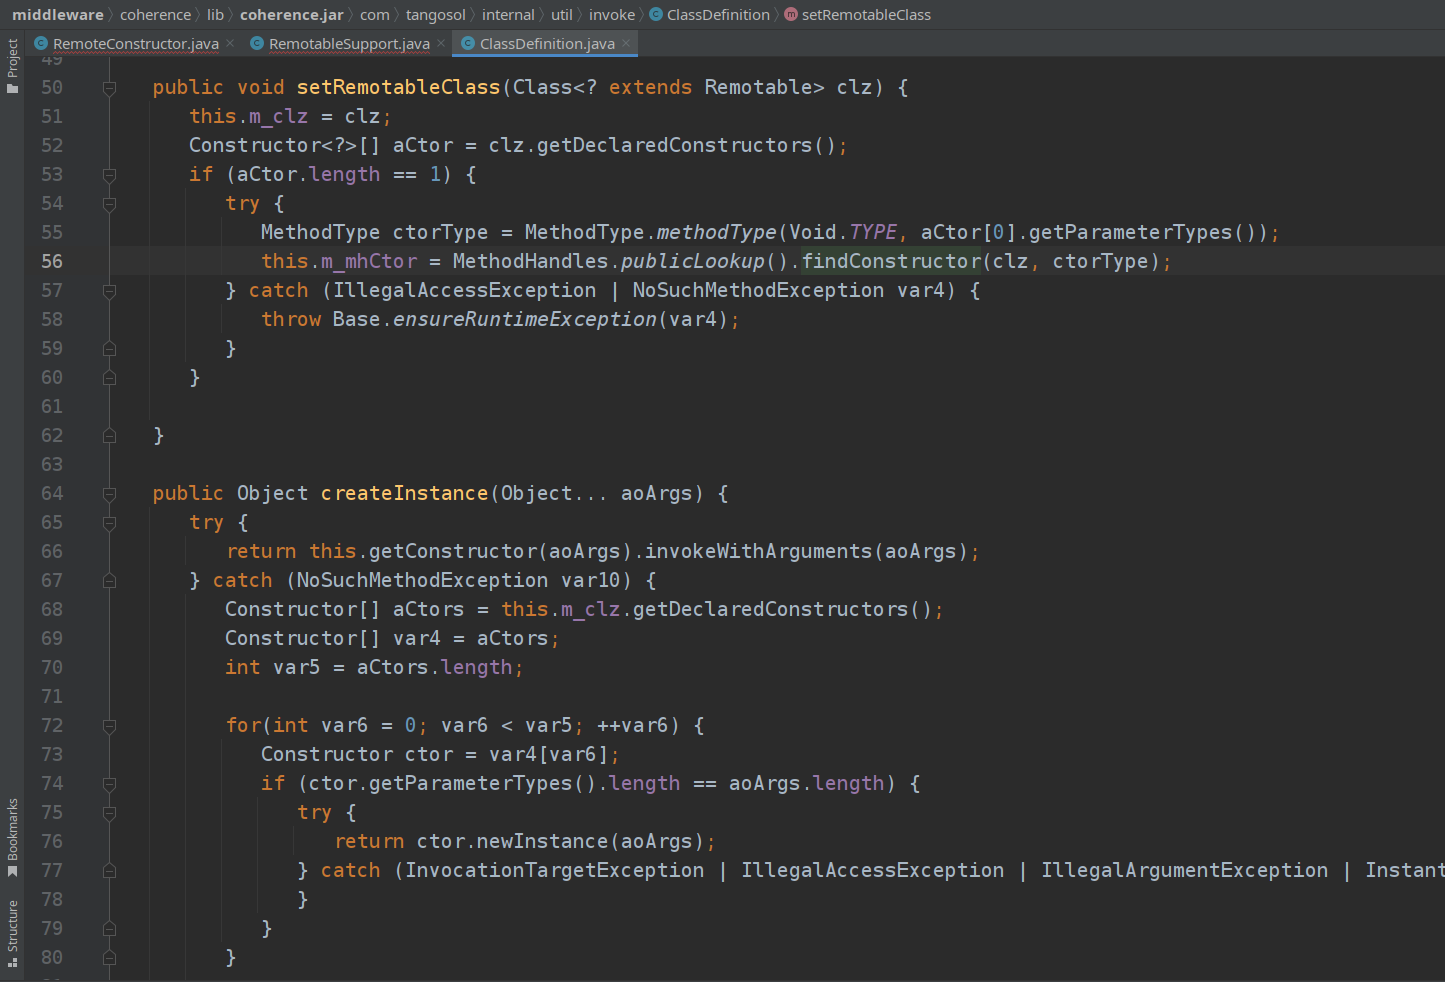 middleware 〉 coherence 〉 lib 〉 coherence.jar 〉 com 〉 tangosol 〉 internal 〉 util 〉 invoke 〉 ClassDefinition 〉 setRemotableClass
RemoteConstructor.java × RemotableSupport.java × ClassDefinition.java ×
Project
49
50 public void setRemotableClass(Class<? extends Remotable> clz) {
51 this.m_clz = clz;
52 Constructor<?>[] aCtor = clz.getDeclaredConstructors();
53 if (aCtor.length == 1) {
54 try {
55 MethodType ctorType = MethodType.methodType(Void.TYPE, aCtor[0].getParameterTypes());
56 this.m_mhCtor = MethodHandles.publicLookup().findConstructor(clz, ctorType);
57 } catch (IllegalAccessException | NoSuchMethodException var4) {
58 throw Base.ensureRuntimeException(var4);
59 }
60 }
61
62 }
63
64 public Object createInstance(Object... aoArgs) {
65 try {
66 return this.getConstructor(aoArgs).invokeWithArguments(aoArgs);
67 } catch (NoSuchMethodException var10) {
68 Constructor[] aCtors = this.m_clz.getDeclaredConstructors();
69 Constructor[] var4 = aCtors;
70 int var5 = aCtors.length;
71
72 for(int var6 = 0; var6 < var5; ++var6) {
73 Constructor ctor = var4[var6];
74 if (ctor.getParameterTypes().length == aoArgs.length) {
75 try {
76 return ctor.newInstance(aoArgs);
77 } catch (InvocationTargetException | IllegalAccessException | IllegalArgumentException | Instant
78 }
79 }
80 }
Bookmarks
Structure